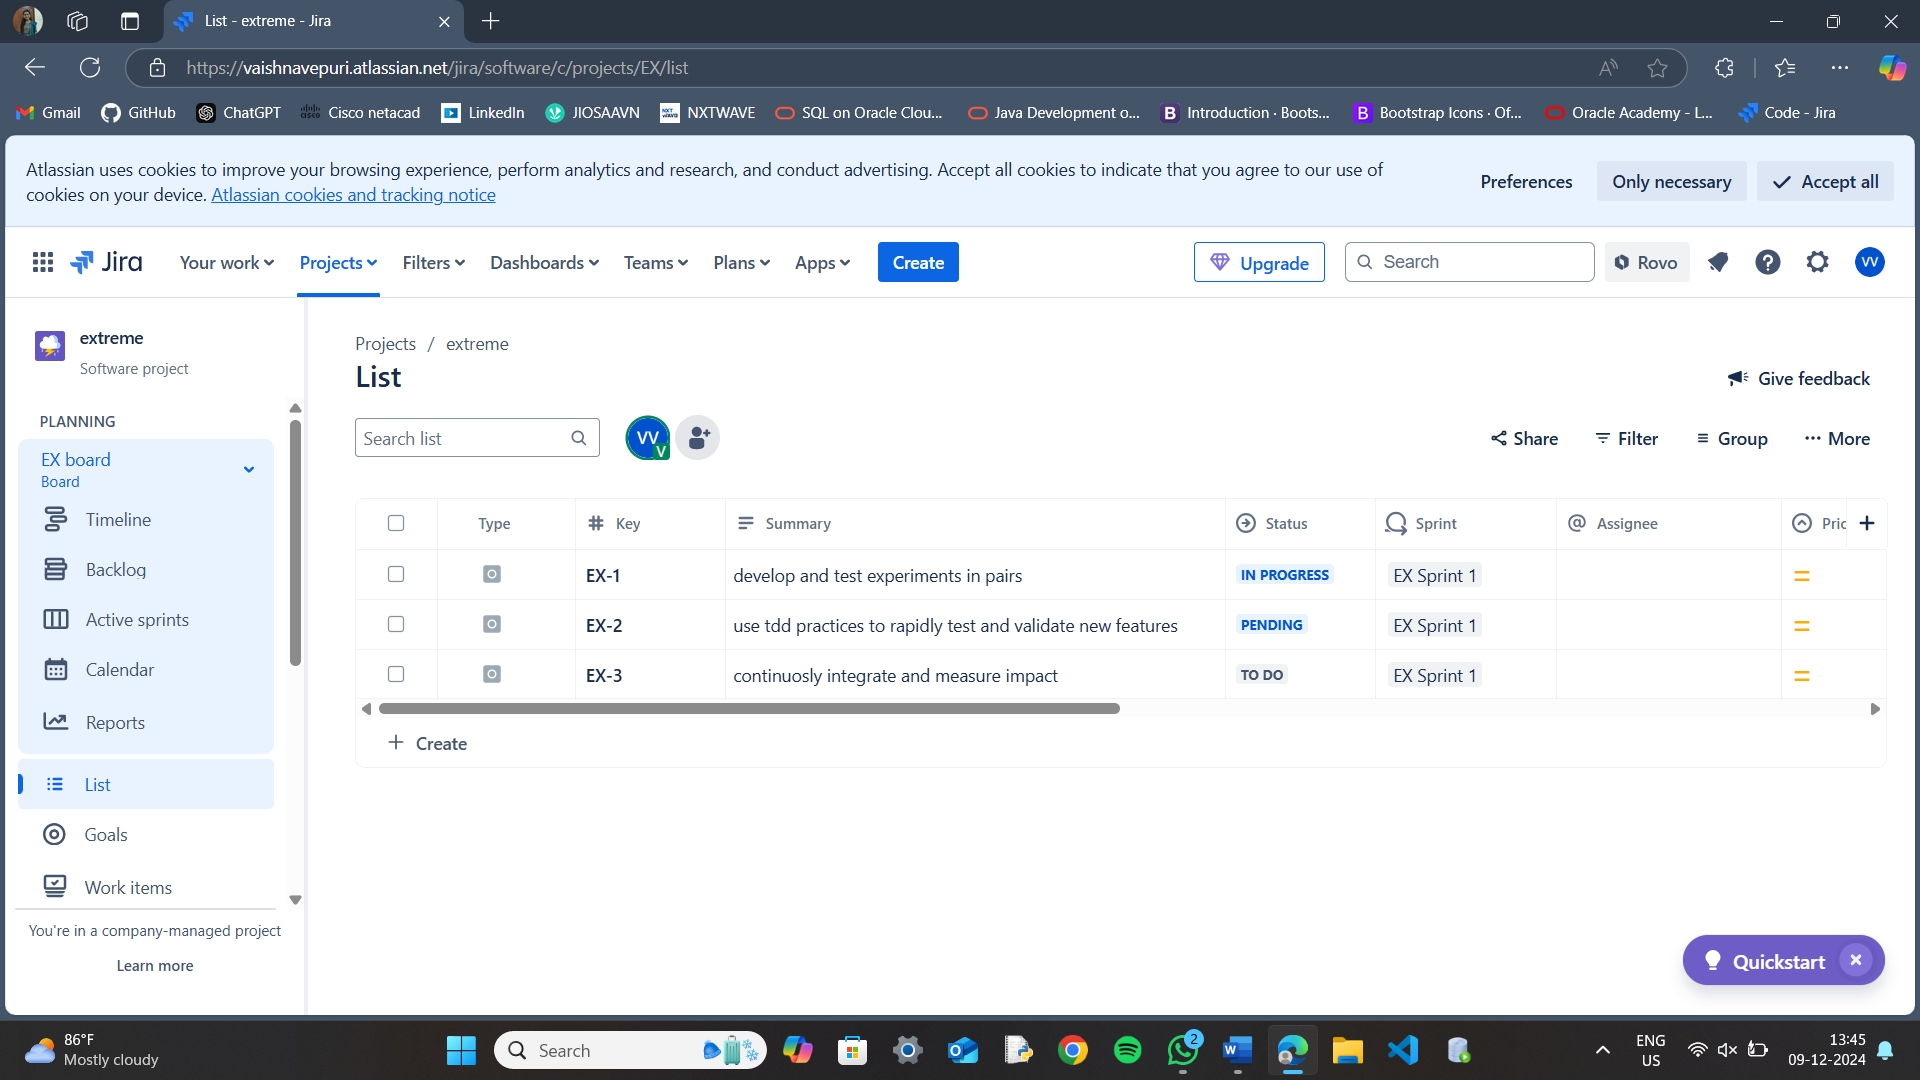 List - extreme - Jira
https://vaishnavepuri.atlassian.net/jira/software/c/projects/EX/list
Gmail GitHub ChatGPT Cisco netacad LinkedIn JIOSAAVN NXTWAVE SQL on Oracle Clou... Java Development o... Introduction · Boots... Bootstrap Icons · Of... Oracle Academy - L... Code - Jira
Atlassian uses cookies to improve your browsing experience, perform analytics and research, and conduct advertising. Accept all cookies to indicate that you agree to our use of
cookies on your device. Atlassian cookies and tracking notice
Preferences Only necessary Accept all
Jira Your work Projects Filters Dashboards Teams Plans Apps Create Upgrade Search Rovo VV
extreme
Software project
PLANNING
EX board
Board
Timeline
Backlog
Active sprints
Calendar
Reports
List
Goals
Work items
You're in a company-managed project
Learn more
Projects / extreme
List
Give feedback
Search list VV V Share Filter Group More
Type Key Summary Status Sprint Assignee Pric
EX-1 develop and test experiments in pairs IN PROGRESS EX Sprint 1
EX-2 use tdd practices to rapidly test and validate new features PENDING EX Sprint 1
EX-3 continuosly integrate and measure impact TO DO EX Sprint 1
Create
Quickstart
86°F
Mostly cloudy
Search
2
ENG
US
13:45
09-12-2024